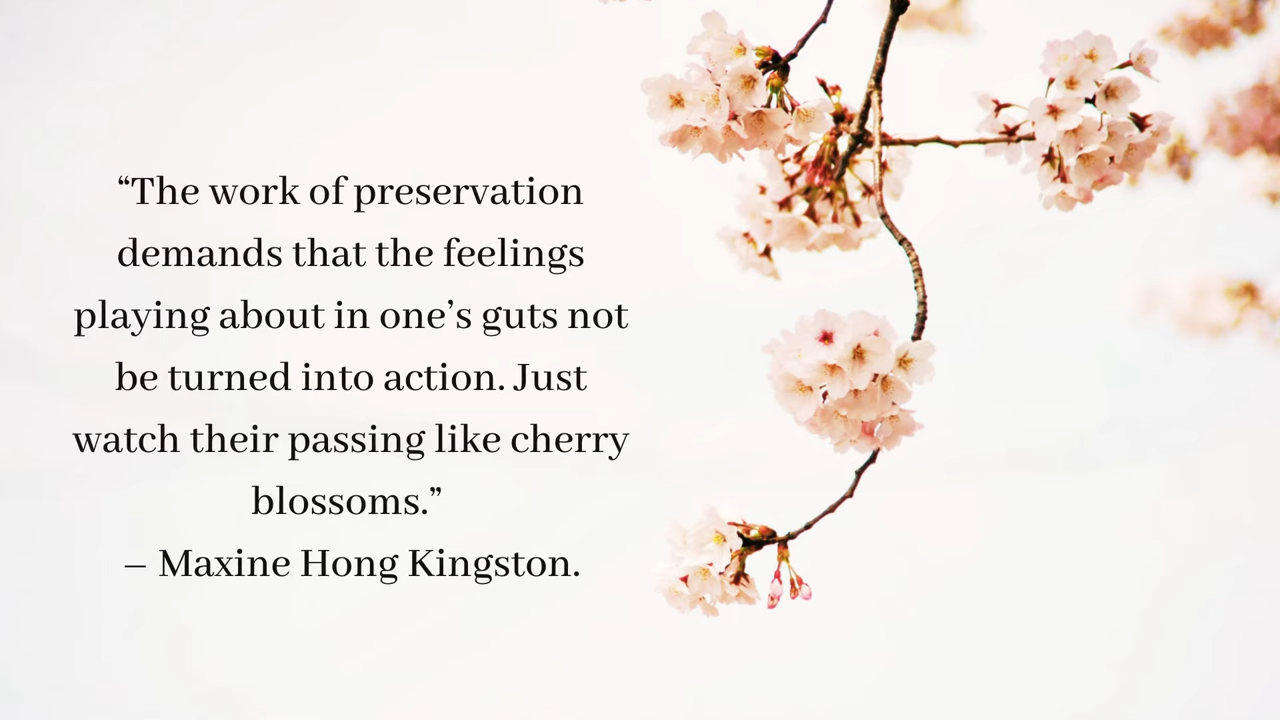 “The work of preservation
demands that the feelings
playing about in one’s guts not
be turned into action. Just
watch their passing like cherry
blossoms.”
– Maxine Hong Kingston.